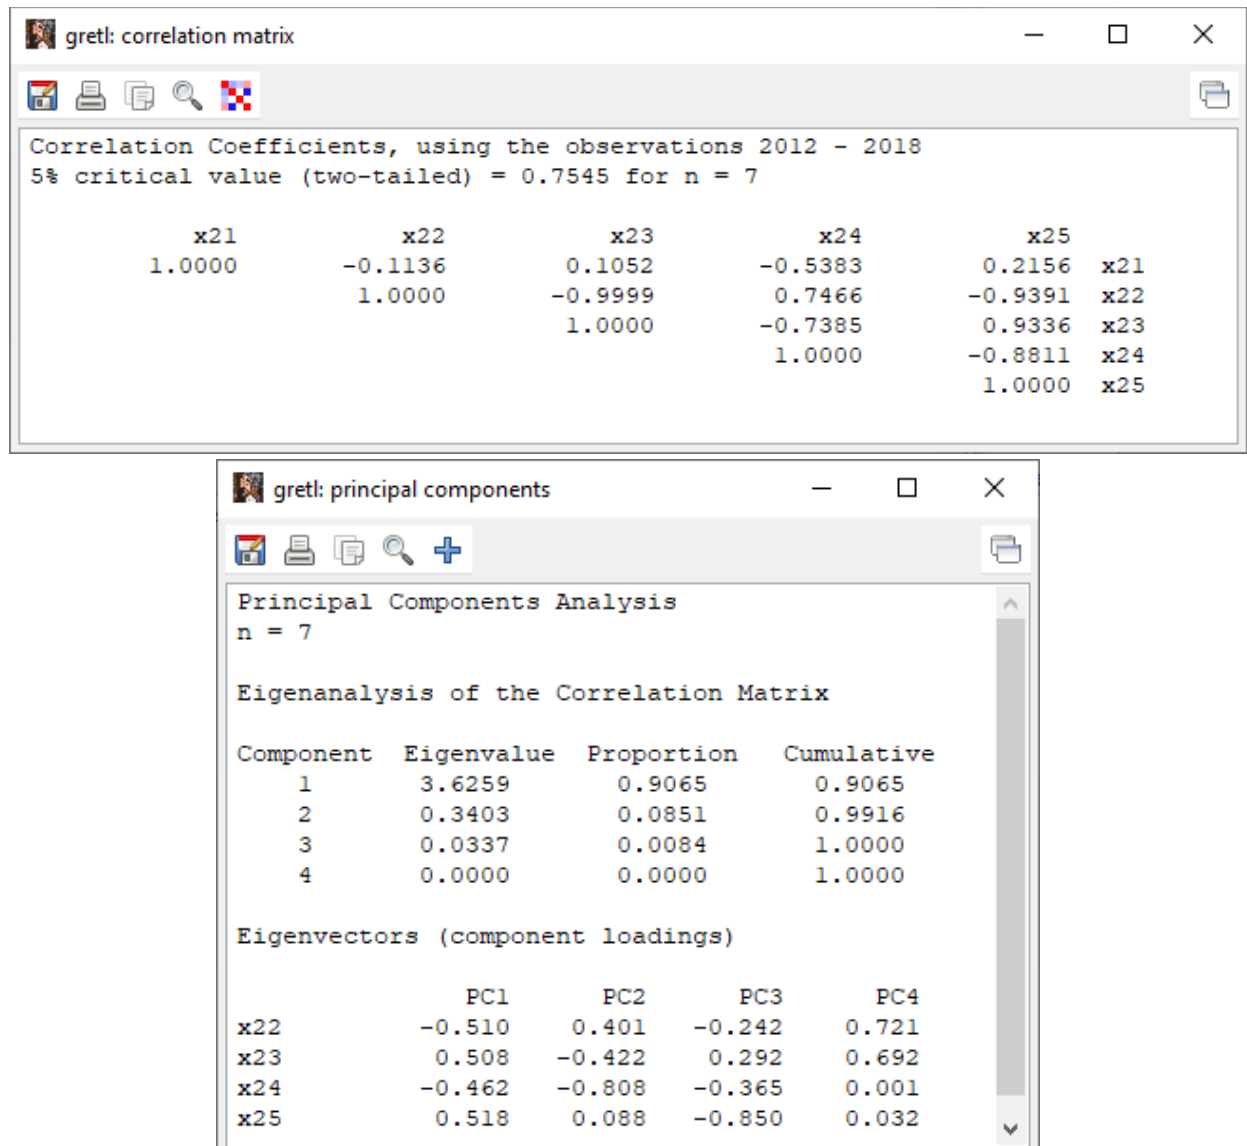 gretl: correlation matrix
Correlation Coefficients, using the observations 2012 - 2018
5% critical value (two-tailed) = 0.7545 for n = 7
x21 x22 x23 x24 x25
1.0000 -0.1136 0.1052 -0.5383 0.2156 x21
1.0000 -0.9999 0.7466 -0.9391 x22
1.0000 -0.7385 0.9336 x23
1.0000 -0.8811 x24
1.0000 x25
gretl: principal components
Principal Components Analysis
n = 7
Eigenanalysis of the Correlation Matrix
Component Eigenvalue Proportion Cumulative
1 3.6259 0.9065 0.9065
2 0.3403 0.0851 0.9916
3 0.0337 0.0084 1.0000
4 0.0000 0.0000 1.0000
Eigenvectors (component loadings)
PC1 PC2 PC3 PC4
x22 -0.510 0.401 -0.242 0.721
x23 0.508 -0.422 0.292 0.692
x24 -0.462 -0.808 -0.365 0.001
x25 0.518 0.088 -0.850 0.032